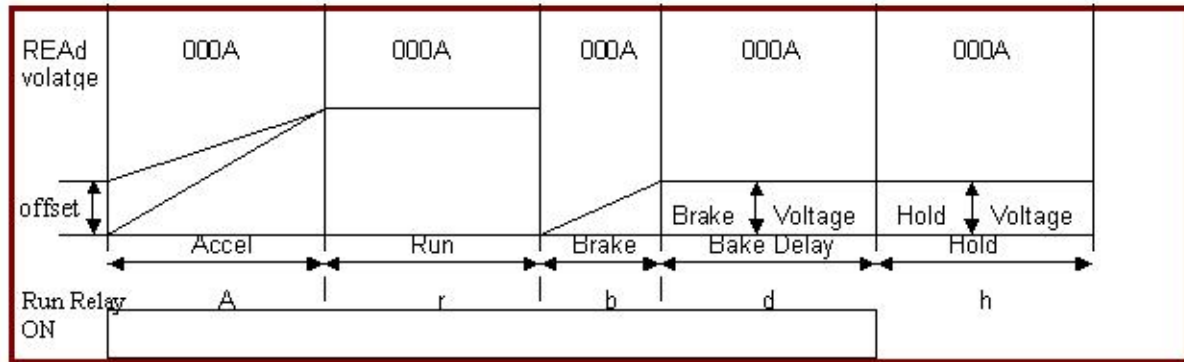 REAd 000A 000A 000A 000A 000A
volatge
offset Brake Voltage Hold Voltage
Accel Run Brake Bake Delay Hold
Run Relay A r b d h
ON